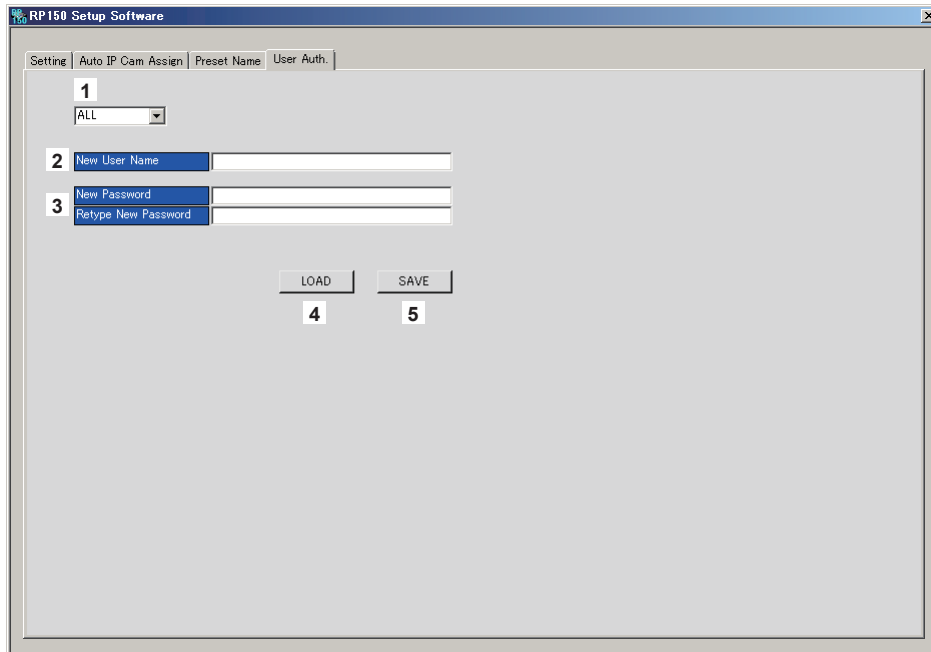 RP150 RP150 Setup Software
Setting Auto IP Cam Assign Preset Name User Auth.
1
ALL
2 New User Name
New Password
3
Retype New Password
LOAD SAVE
4 5